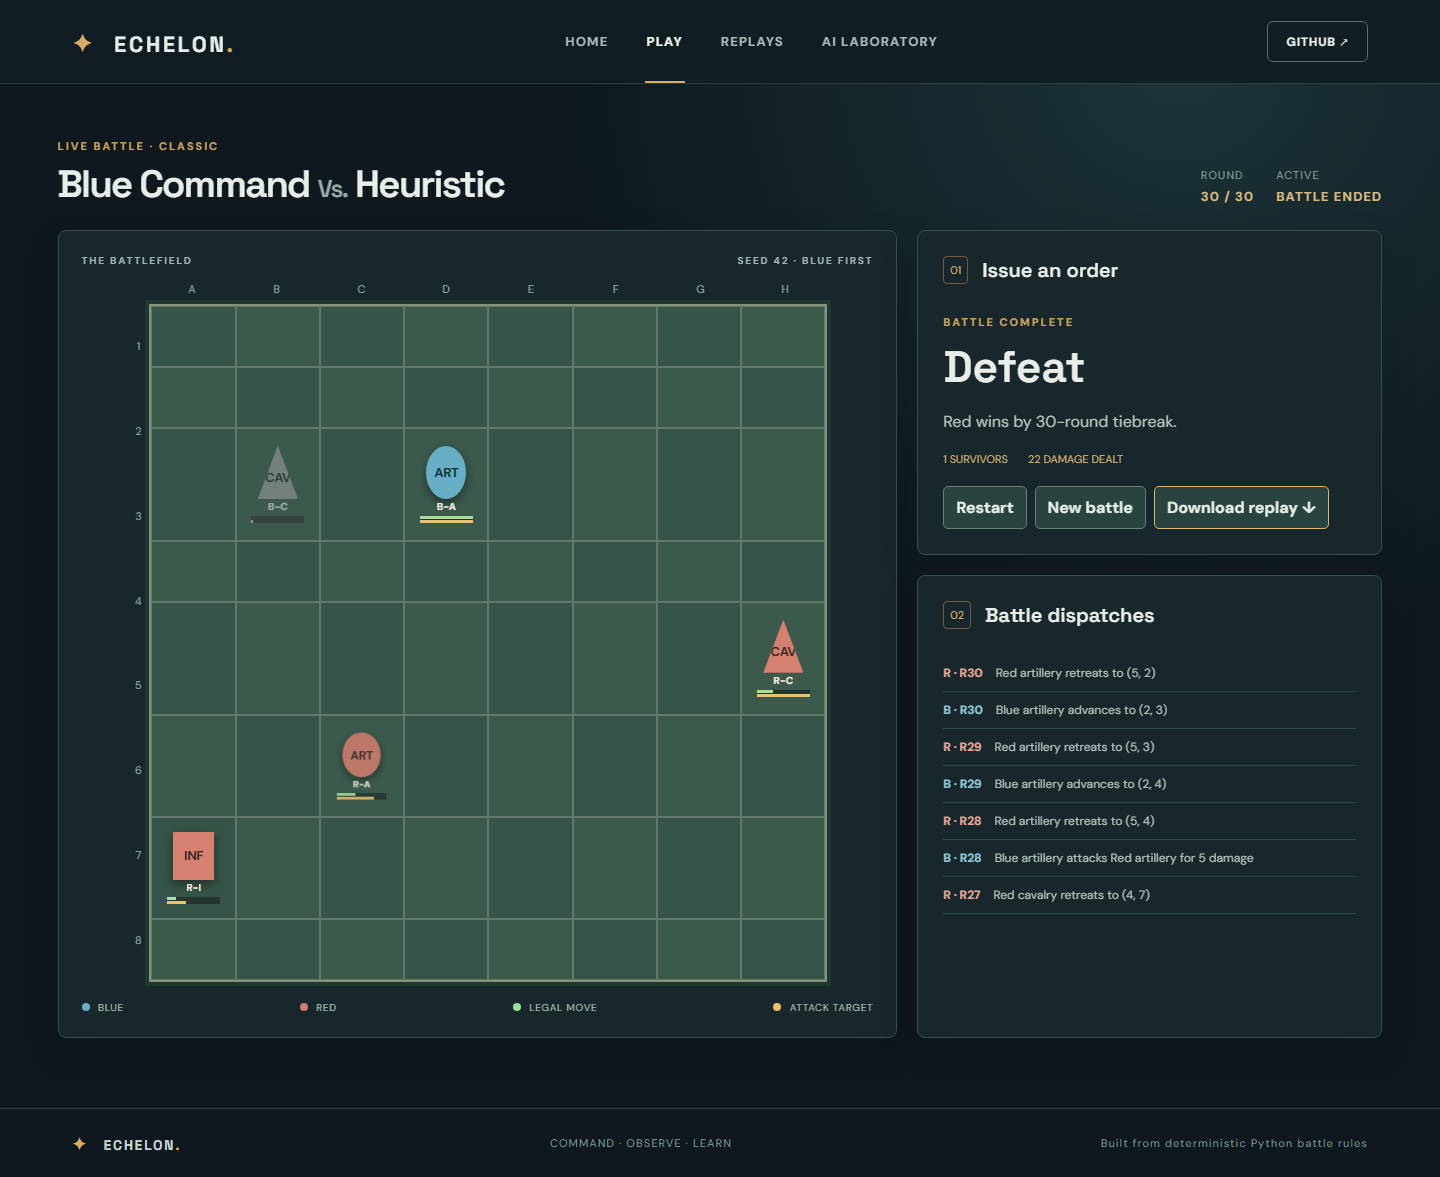 ✦ ECHELON.
HOME PLAY REPLAYS AI LABORATORY
GITHUB ↗
LIVE BATTLE · CLASSIC
Blue Command Vs. Heuristic
ROUND ACTIVE
30 / 30 BATTLE ENDED
THE BATTLEFIELD SEED 42 · BLUE FIRST
A B C D E F G H
1
2
CAV
B-C
ART
B-A
3
4
CAV
R-C
5
ART
R-A
6
INF
R-I
7
8
BLUE RED LEGAL MOVE ATTACK TARGET
01 Issue an order
BATTLE COMPLETE
Defeat
Red wins by 30-round tiebreak.
1 SURVIVORS 22 DAMAGE DEALT
Restart New battle Download replay ↓
02 Battle dispatches
R · R30 Red artillery retreats to (5, 2)
B · R30 Blue artillery advances to (2, 3)
R · R29 Red artillery retreats to (5, 3)
B · R29 Blue artillery advances to (2, 4)
R · R28 Red artillery retreats to (5, 4)
B · R28 Blue artillery attacks Red artillery for 5 damage
R · R27 Red cavalry retreats to (4, 7)
✦ ECHELON.
COMMAND · OBSERVE · LEARN
Built from deterministic Python battle rules